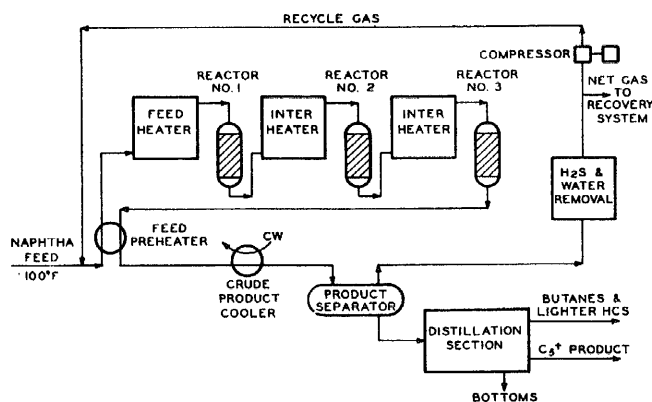 RECYCLE GAS
COMPRESSOR
REACTOR
NO. 1
REACTOR
NO. 2
REACTOR
NO. 3
NET GAS
TO
RECOVERY
SYSTEM
FEED
HEATER
INTER
HEATER
INTER
HEATER
H2S &
WATER
REMOVAL
NAPHTHA
FEED
100°F
FEED
PREHEATER
CW
CRUDE
PRODUCT
COOLER
PRODUCT
SEPARATOR
DISTILLATION
SECTION
BUTANES &
LIGHTER HCS
C5+ PRODUCT
BOTTOMS